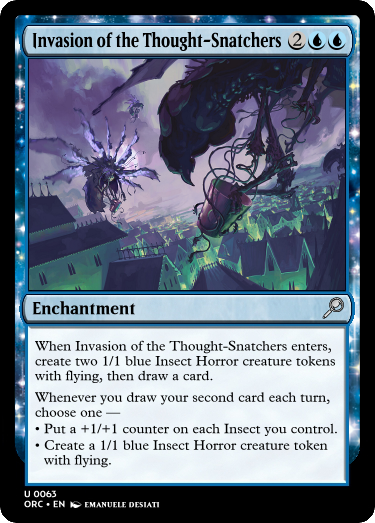 Invasion of the Thought-Snatchers 2
Enchantment
When Invasion of the Thought-Snatchers enters,
create two 1/1 blue Insect Horror creature tokens
with flying, then draw a card.
Whenever you draw your second card each turn,
choose one —
• Put a +1/+1 counter on each Insect you control.
• Create a 1/1 blue Insect Horror creature token
with flying.
U 0063
ORC • EN EMANUELE DESIATI